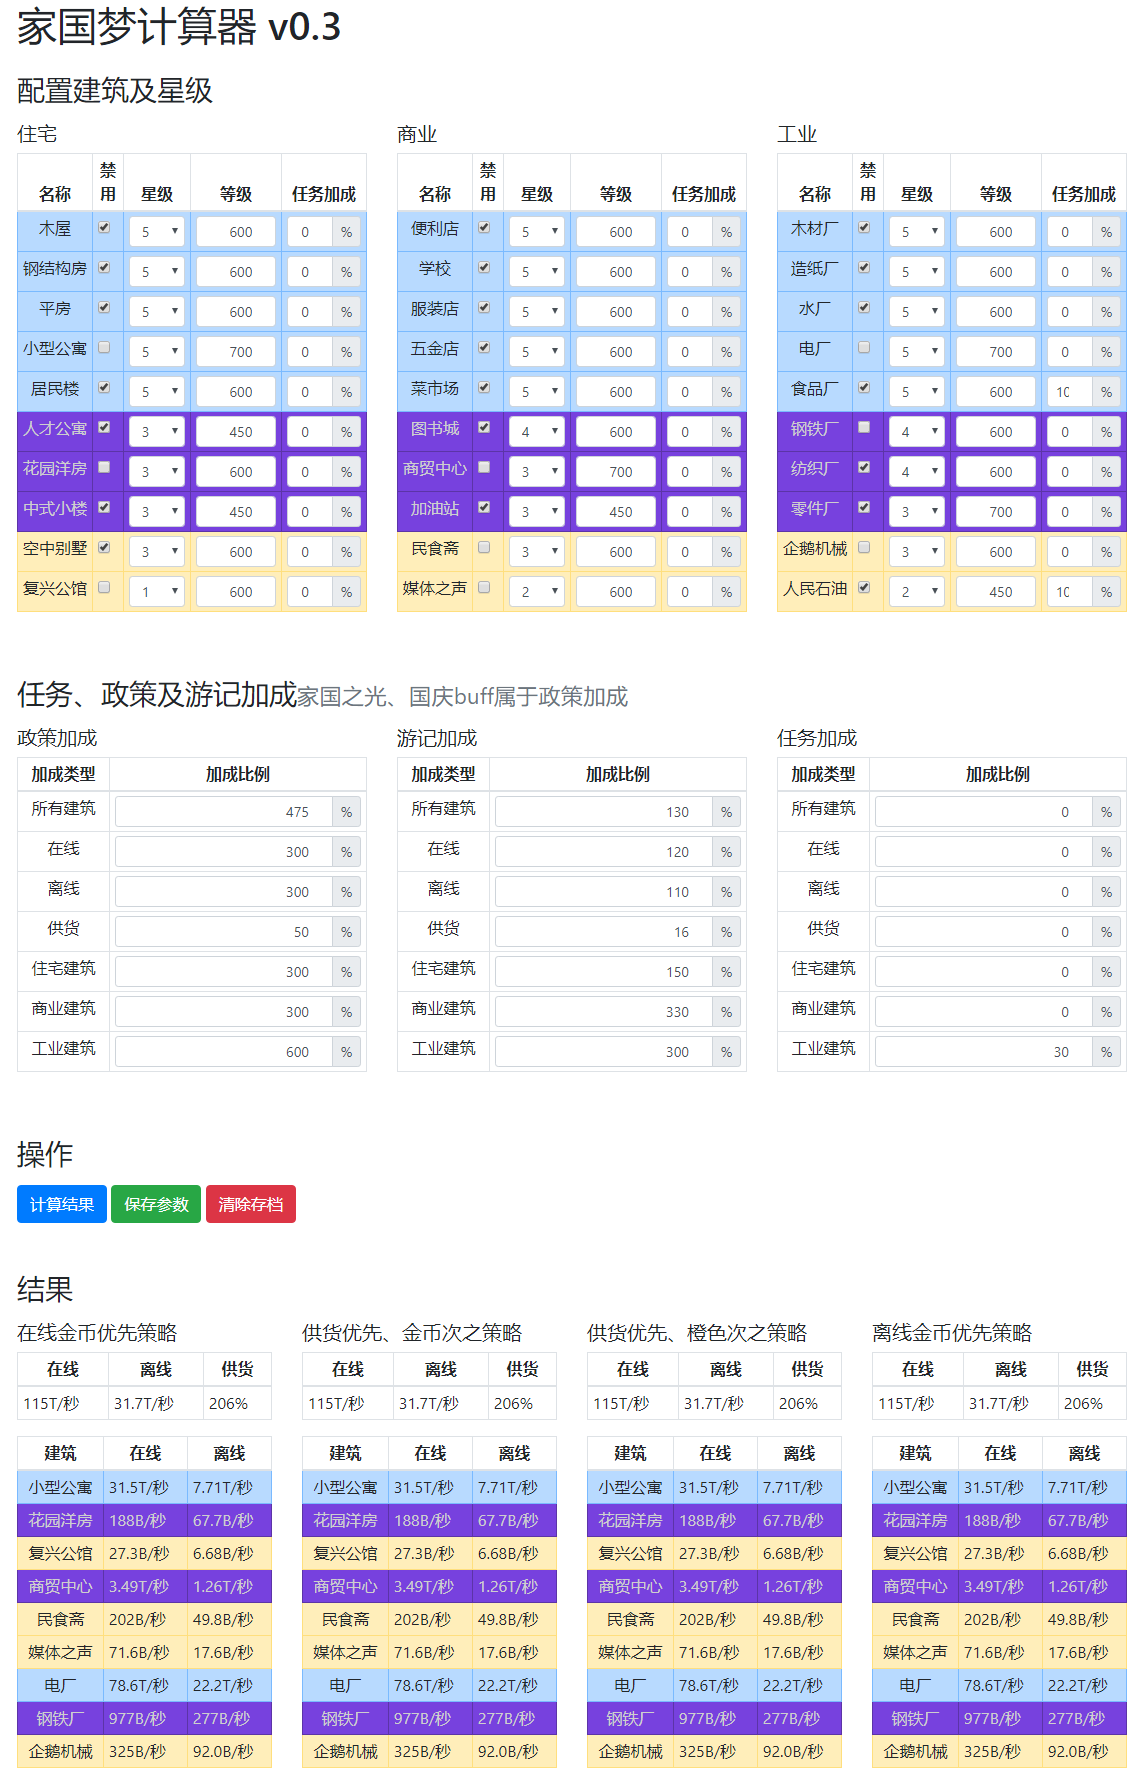 家国梦计算器 v0.3
配置建筑及星级
住宅 商业 工业
名称 禁用 星级 等级 任务加成 名称 禁用 星级 等级 任务加成 名称 禁用 星级 等级 任务加成
木屋 5 600 0 % 便利店 5 600 0 % 木材厂 5 600 0 %
钢结构房 5 600 0 % 学校 5 600 0 % 造纸厂 5 600 0 %
平房 5 600 0 % 服装店 5 600 0 % 水厂 5 600 0 %
小型公寓 5 700 0 % 五金店 5 600 0 % 电厂 5 700 0 %
居民楼 5 600 0 % 菜市场 5 600 0 % 食品厂 5 600 10 %
人才公寓 3 450 0 % 图书城 4 600 0 % 钢铁厂 4 600 0 %
花园洋房 3 600 0 % 商贸中心 3 700 0 % 纺织厂 4 600 0 %
中式小楼 3 450 0 % 加油站 3 450 0 % 零件厂 3 700 0 %
空中别墅 3 600 0 % 民食斋 3 600 0 % 企鹅机械 3 600 0 %
复兴公馆 1 600 0 % 媒体之声 2 600 0 % 人民石油 2 450 10 %
任务、政策及游记加成家国之光、国庆buff属于政策加成
政策加成 游记加成 任务加成
加成类型 加成比例 加成类型 加成比例 加成类型 加成比例
所有建筑 475 % 所有建筑 130 % 所有建筑 0 %
在线 300 % 在线 120 % 在线 0 %
离线 300 % 离线 110 % 离线 0 %
供货 50 % 供货 16 % 供货 0 %
住宅建筑 300 % 住宅建筑 150 % 住宅建筑 0 %
商业建筑 300 % 商业建筑 330 % 商业建筑 0 %
工业建筑 600 % 工业建筑 300 % 工业建筑 30 %
操作
计算结果 保存参数 清除存档
结果
在线金币优先策略 供货优先、金币次之策略 供货优先、橙色次之策略 离线金币优先策略
在线 离线 供货 在线 离线 供货 在线 离线 供货 在线 离线 供货
115T/秒 31.7T/秒 206% 115T/秒 31.7T/秒 206% 115T/秒 31.7T/秒 206% 115T/秒 31.7T/秒 206%
建筑 在线 离线 建筑 在线 离线 建筑 在线 离线 建筑 在线 离线
小型公寓 31.5T/秒 7.71T/秒 小型公寓 31.5T/秒 7.71T/秒 小型公寓 31.5T/秒 7.71T/秒 小型公寓 31.5T/秒 7.71T/秒
花园洋房 188B/秒 67.7B/秒 花园洋房 188B/秒 67.7B/秒 花园洋房 188B/秒 67.7B/秒 花园洋房 188B/秒 67.7B/秒
复兴公馆 27.3B/秒 6.68B/秒 复兴公馆 27.3B/秒 6.68B/秒 复兴公馆 27.3B/秒 6.68B/秒 复兴公馆 27.3B/秒 6.68B/秒
商贸中心 3.49T/秒 1.26T/秒 商贸中心 3.49T/秒 1.26T/秒 商贸中心 3.49T/秒 1.26T/秒 商贸中心 3.49T/秒 1.26T/秒
民食斋 202B/秒 49.8B/秒 民食斋 202B/秒 49.8B/秒 民食斋 202B/秒 49.8B/秒 民食斋 202B/秒 49.8B/秒
媒体之声 71.6B/秒 17.6B/秒 媒体之声 71.6B/秒 17.6B/秒 媒体之声 71.6B/秒 17.6B/秒 媒体之声 71.6B/秒 17.6B/秒
电厂 78.6T/秒 22.2T/秒 电厂 78.6T/秒 22.2T/秒 电厂 78.6T/秒 22.2T/秒 电厂 78.6T/秒 22.2T/秒
钢铁厂 977B/秒 277B/秒 钢铁厂 977B/秒 277B/秒 钢铁厂 977B/秒 277B/秒 钢铁厂 977B/秒 277B/秒
企鹅机械 325B/秒 92.0B/秒 企鹅机械 325B/秒 92.0B/秒 企鹅机械 325B/秒 92.0B/秒 企鹅机械 325B/秒 92.0B/秒